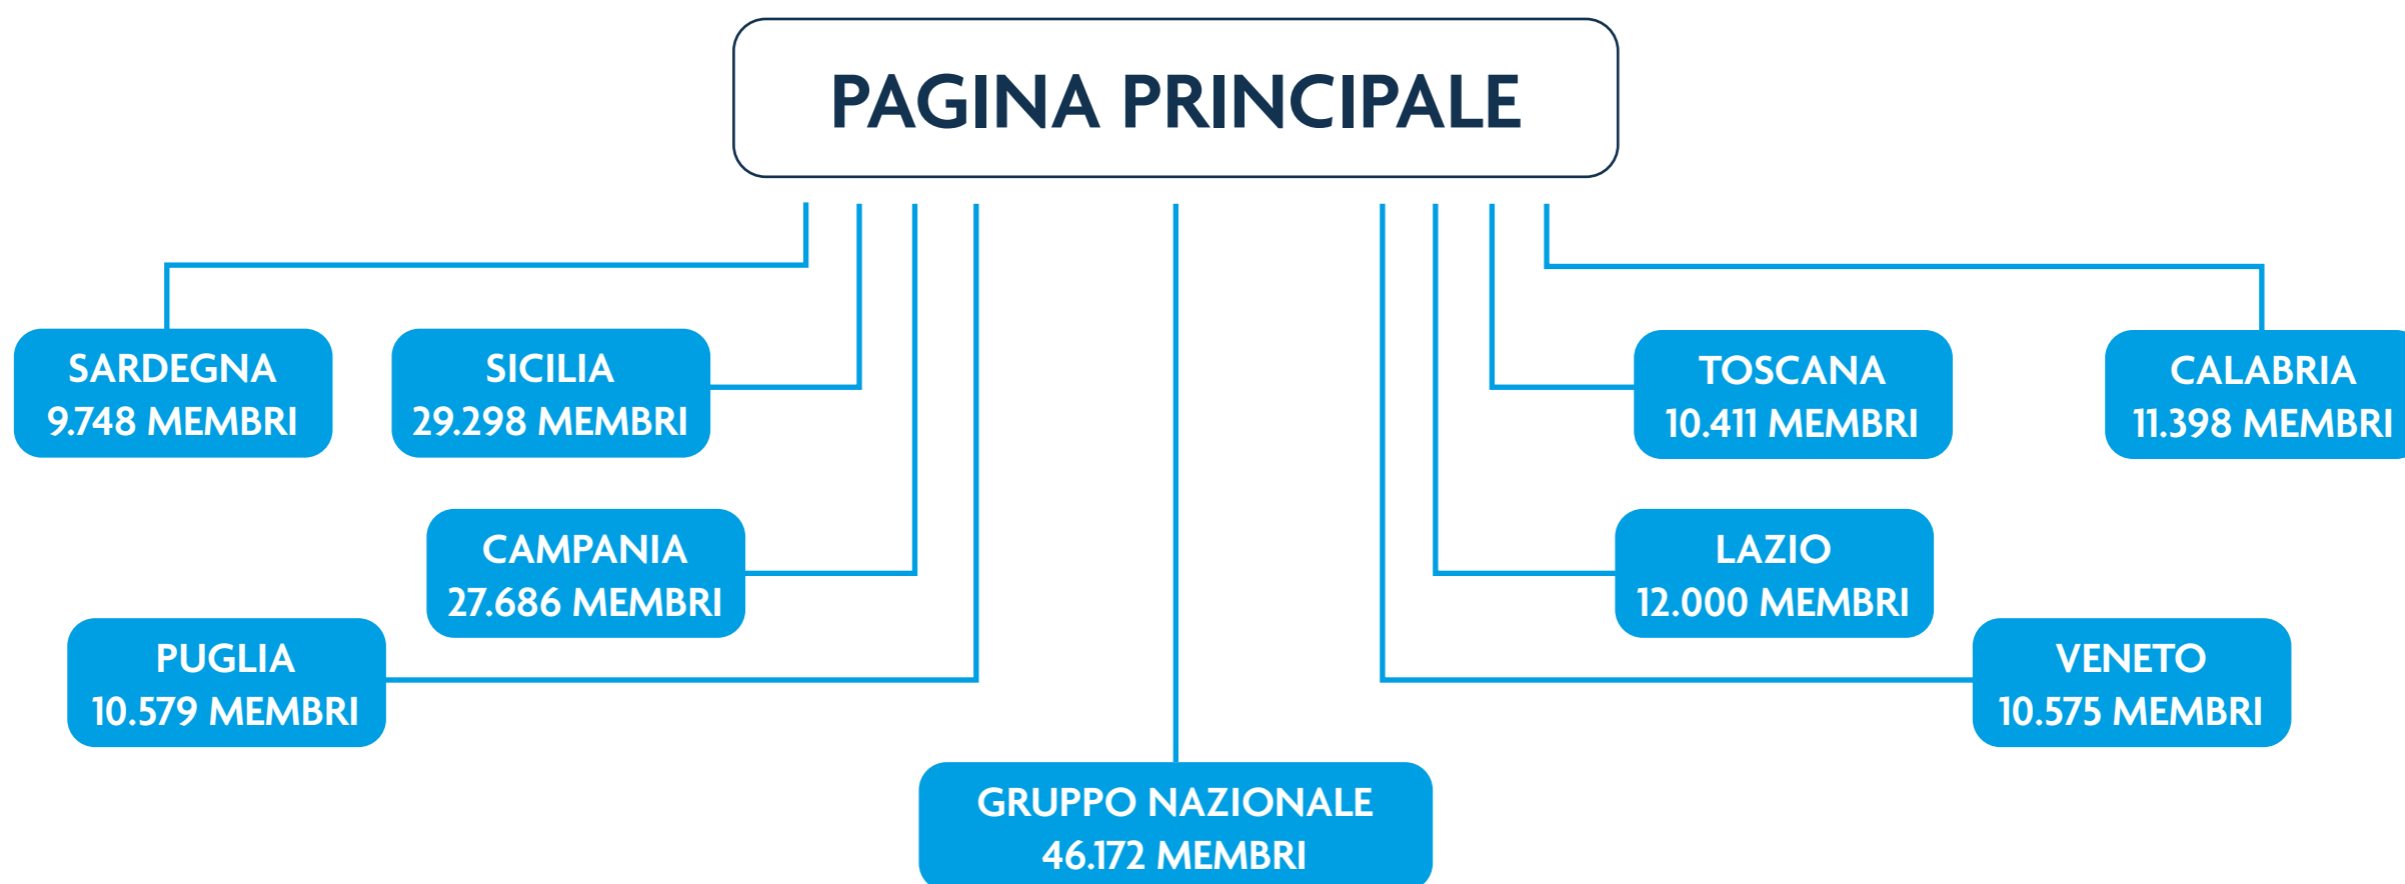 PAGINA PRINCIPALE
SARDEGNA
9.748 MEMBRI
SICILIA
29.298 MEMBRI
TOSCANA
10.411 MEMBRI
CALABRIA
11.398 MEMBRI
CAMPANIA
27.686 MEMBRI
LAZIO
12.000 MEMBRI
PUGLIA
10.579 MEMBRI
VENETO
10.575 MEMBRI
GRUPPO NAZIONALE
46.172 MEMBRI